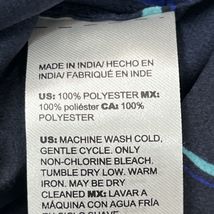 MADE IN INDIA/ HECHO EN
INDIA/ FABRIQUÉ EN INDE
US: 100% POLYESTER MX:
100% poliéster CA: 100%
POLYESTER
US: MACHINE WASH COLD,
GENTLE CYCLE. ONLY
NON-CHLORINE BLEACH.
TUMBLE DRY LOW. WARM
IRON. MAY BE DRY
CLEANED MX: LAVAR A
MÁQUINA CON AGUA FRÍA